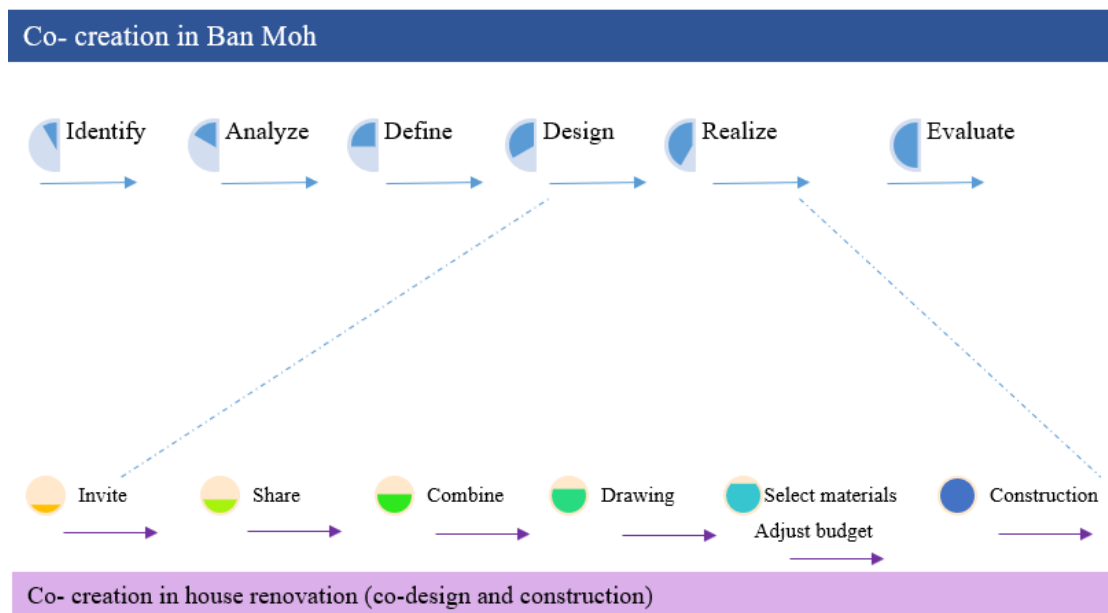 Co- creation in Ban Moh
Identify
Analyze
Define
Design
Realize
Evaluate
Invite
Share
Combine
Drawing
Select materials
Adjust budget
Construction
Co- creation in house renovation (co-design and construction)